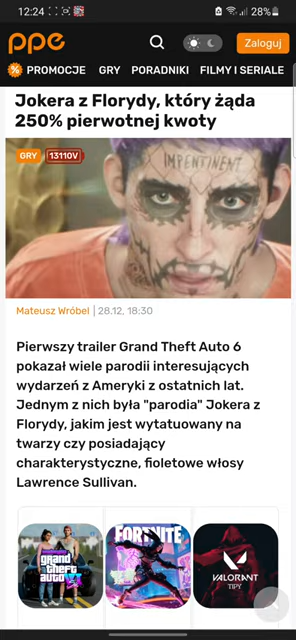 12:24
28%
ppe
Zaloguj
PROMOCJE GRY PORADNIKI FILMY I SERIALE
Jokera z Florydy, który żąda
250% pierwotnej kwoty
GRY 13110V
IMPENTINENT
Mateusz Wróbel | 28.12, 18:30
Pierwszy trailer Grand Theft Auto 6
pokazał wiele parodii interesujących
wydarzeń z Ameryki z ostatnich lat.
Jednym z nich była "parodia" Jokera z
Florydy, jakim jest wytatuowany na
twarzy czy posiadający
charakterystyczne, fioletowe włosy
Lawrence Sullivan.
grand
theft
auto
VI
FORTNITE
VALORANT
TIPY